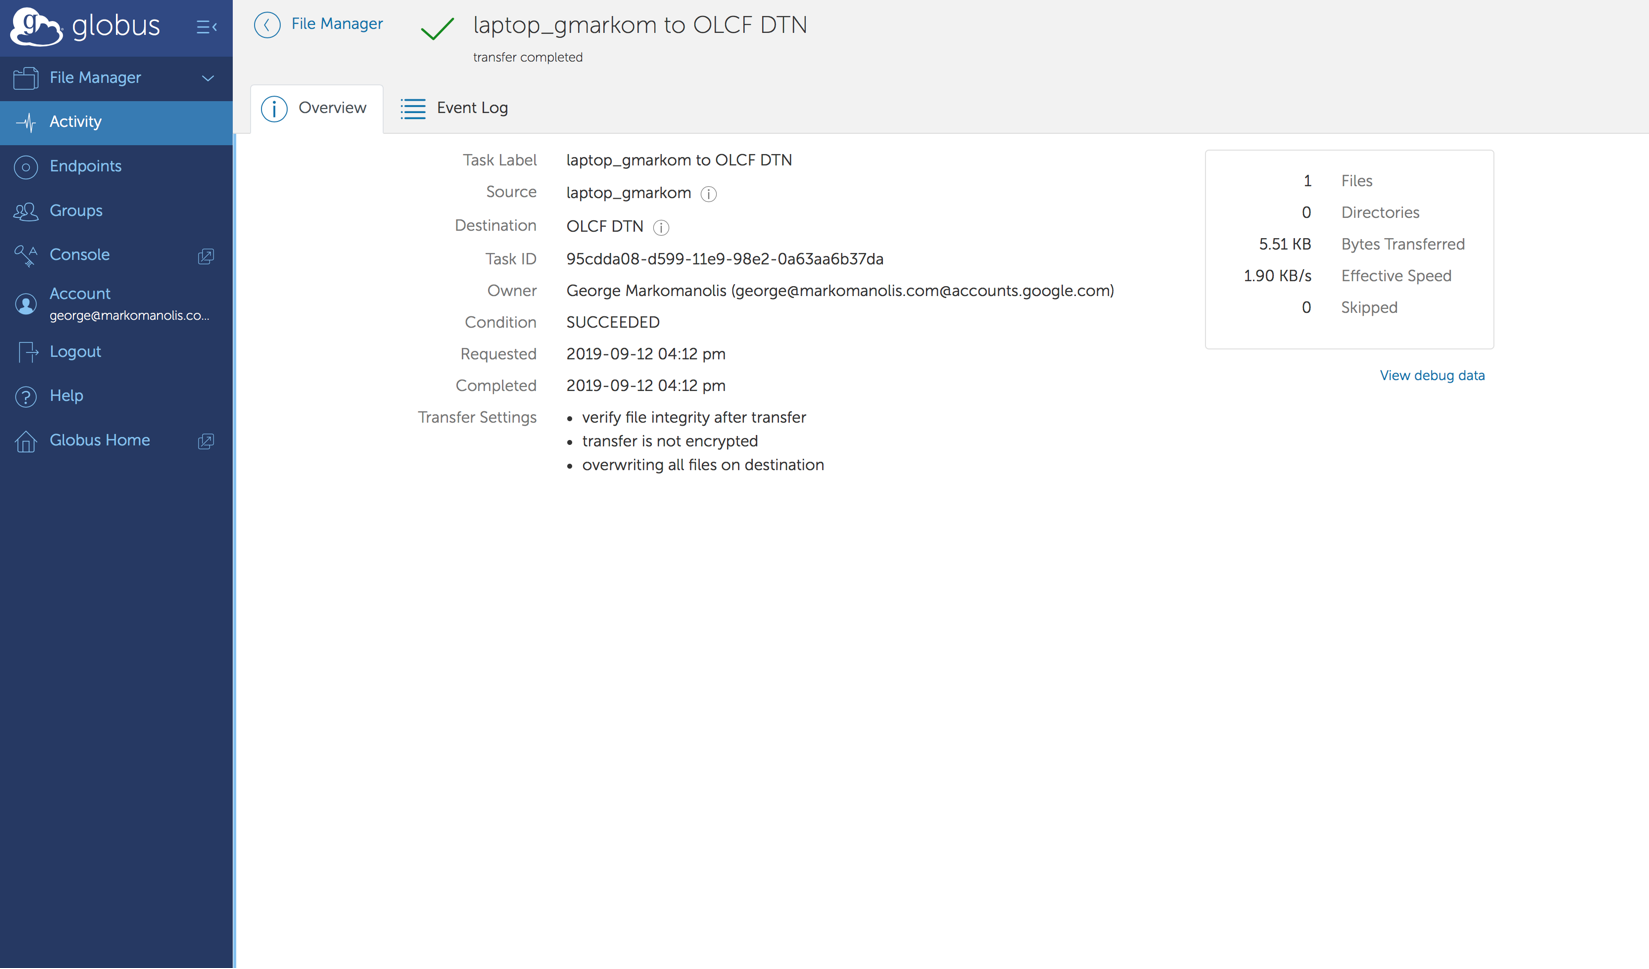 globus
File Manager
Activity
Endpoints
Groups
Console
Account
george@markomanolis.co...
Logout
Help
Globus Home
File Manager
laptop_gmarkom to OLCF DTN
transfer completed
Overview
Event Log
Task Label laptop_gmarkom to OLCF DTN
Source laptop_gmarkom
Destination OLCF DTN
Task ID 95cdda08-d599-11e9-98e2-0a63aa6b37da
Owner George Markomanolis (george@markomanolis.com@accounts.google.com)
Condition SUCCEEDED
Requested 2019-09-12 04:12 pm
Completed 2019-09-12 04:12 pm
Transfer Settings • verify file integrity after transfer
• transfer is not encrypted
• overwriting all files on destination
1 Files
0 Directories
5.51 KB Bytes Transferred
1.90 KB/s Effective Speed
0 Skipped
View debug data